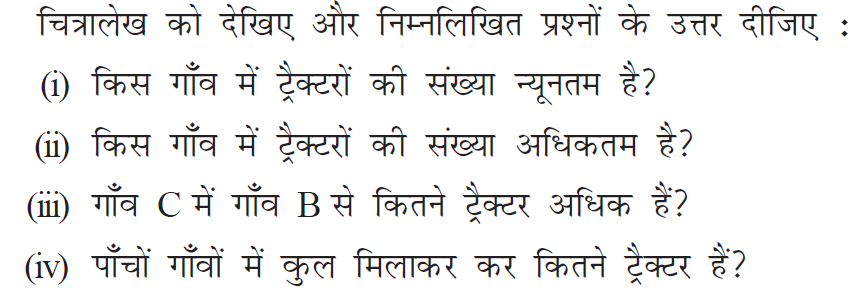 चित्रालेख को देखिए और निम्नलिखित प्रश्नों के उत्तर दीजिए :
(i) किस गाँव में ट्रैक्टरों की संख्या न्यूनतम है?
(ii) किस गाँव में ट्रैक्टरों की संख्या अधिकतम है?
(iii) गाँव C में गाँव B से कितने ट्रैक्टर अधिक हैं?
(iv) पाँचों गाँवों में कुल मिलाकर कर कितने ट्रैक्टर हैं?